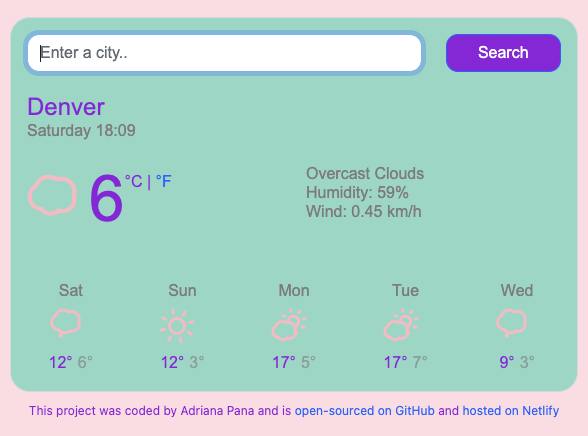 Enter a city..
Search
Denver
Saturday 18:09
6 °C | °F
Overcast Clouds
Humidity: 59%
Wind: 0.45 km/h
Sat Sun Mon Tue Wed
12° 6° 12° 3° 17° 5° 17° 7° 9° 3°
This project was coded by Adriana Pana and is open-sourced on GitHub and hosted on Netlify